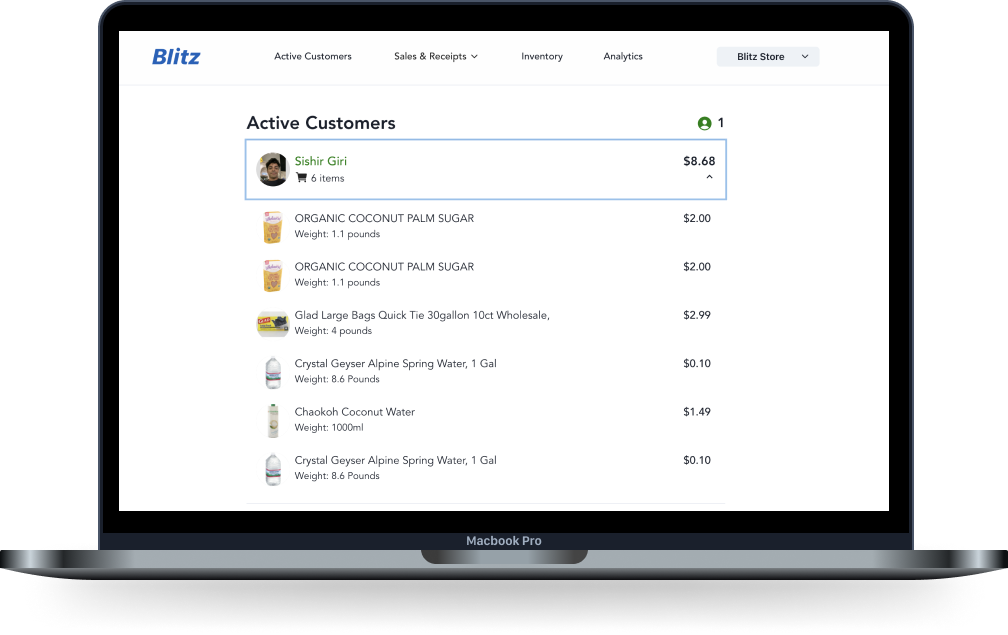 Blitz
Active Customers
Sales & Receipts
Inventory
Analytics
Blitz Store
Active Customers
1
Sishir Giri
$8.68
6 items
ORGANIC COCONUT PALM SUGAR
$2.00
Weight: 1.1 pounds
ORGANIC COCONUT PALM SUGAR
$2.00
Weight: 1.1 pounds
Glad Large Bags Quick Tie 30gallon 10ct Wholesale,
$2.99
Weight: 4 pounds
Crystal Geyser Alpine Spring Water, 1 Gal
$0.10
Weight: 8.6 Pounds
Chaokoh Coconut Water
$1.49
Weight: 1000ml
Crystal Geyser Alpine Spring Water, 1 Gal
$0.10
Weight: 8.6 Pounds
Macbook Pro